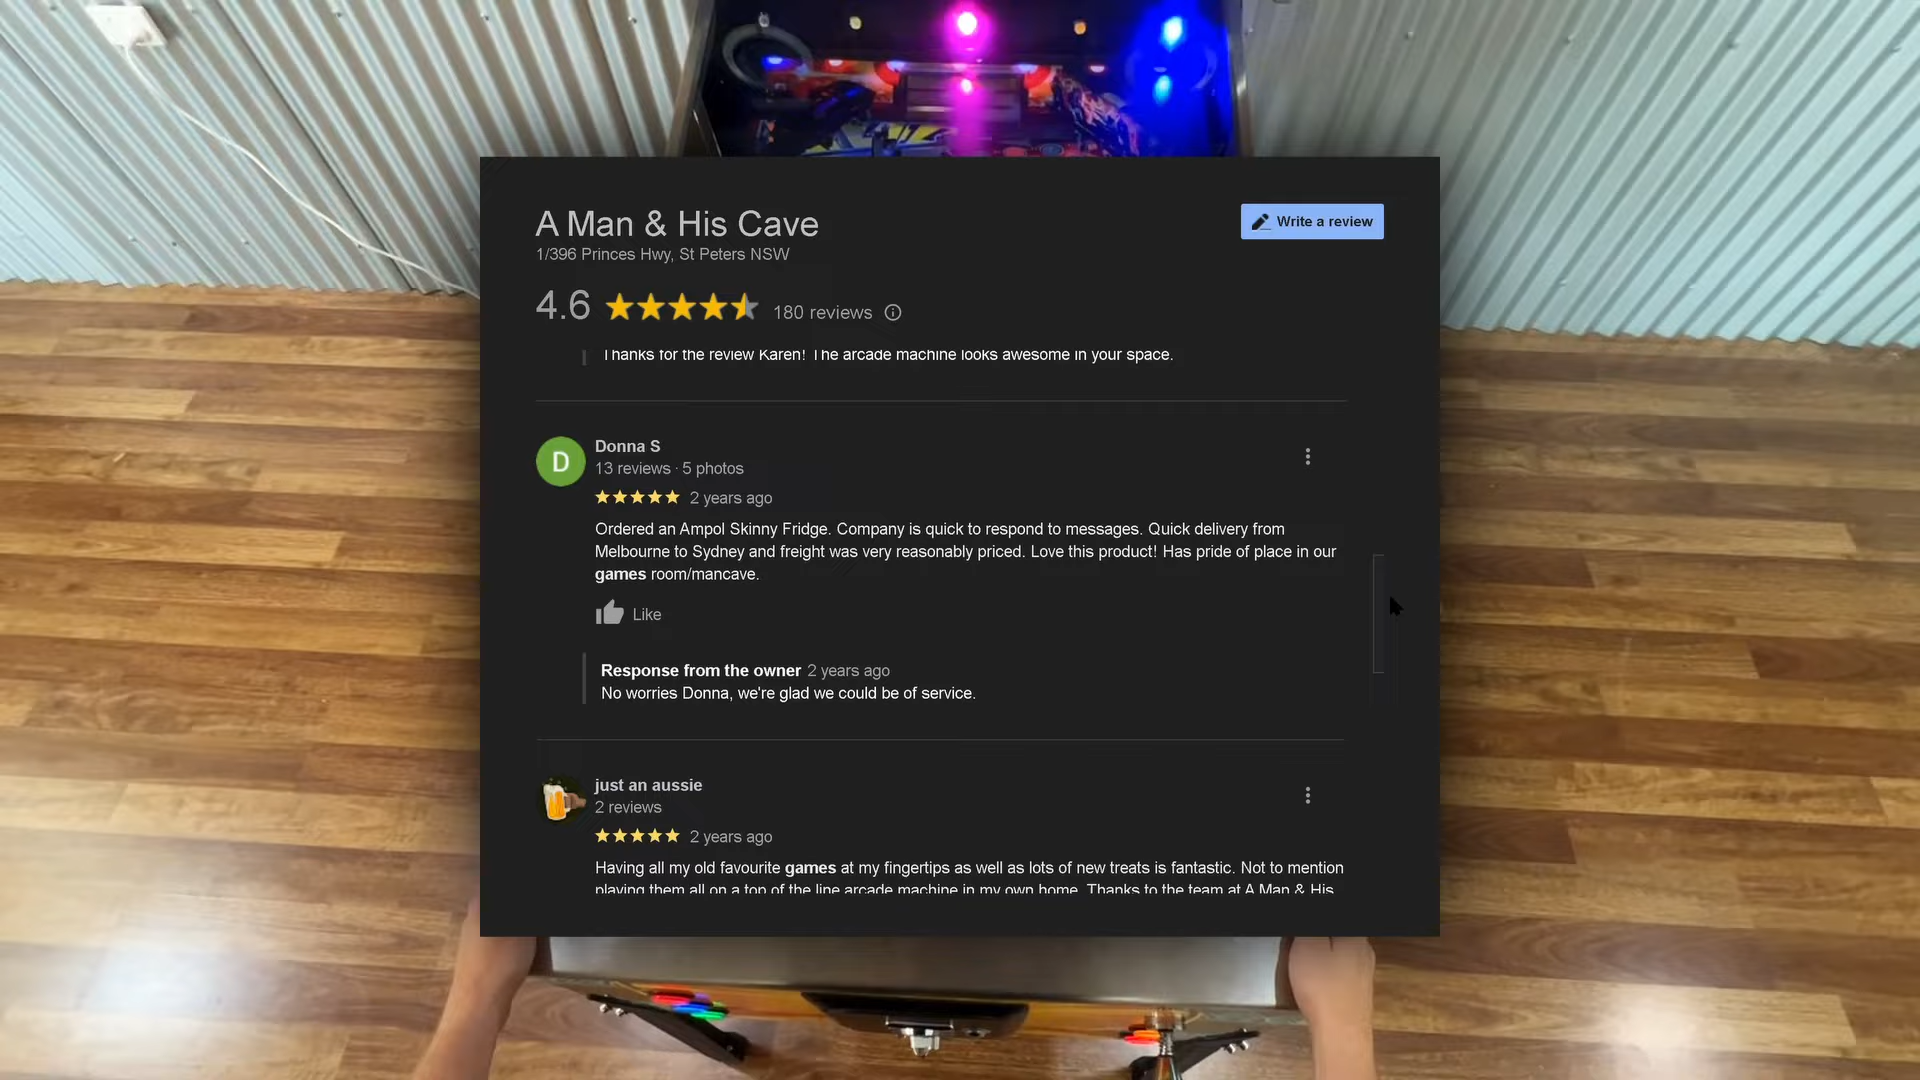 A Man & His Cave
Write a review
1/396 Princes Hwy, St Peters NSW
4.6
180 reviews
Thanks for the review Karen! The arcade machine looks awesome in your space.
D
Donna S
13 reviews · 5 photos
2 years ago
Ordered an Ampol Skinny Fridge. Company is quick to respond to messages. Quick delivery from
Melbourne to Sydney and freight was very reasonably priced. Love this product! Has pride of place in our
games room/mancave.
Like
Response from the owner 2 years ago
No worries Donna, we're glad we could be of service.
just an aussie
2 reviews
2 years ago
Having all my old favourite games at my fingertips as well as lots of new treats is fantastic. Not to mention
playing them all on a top of the line arcade machine in my own home. Thanks to the team at A Man & His